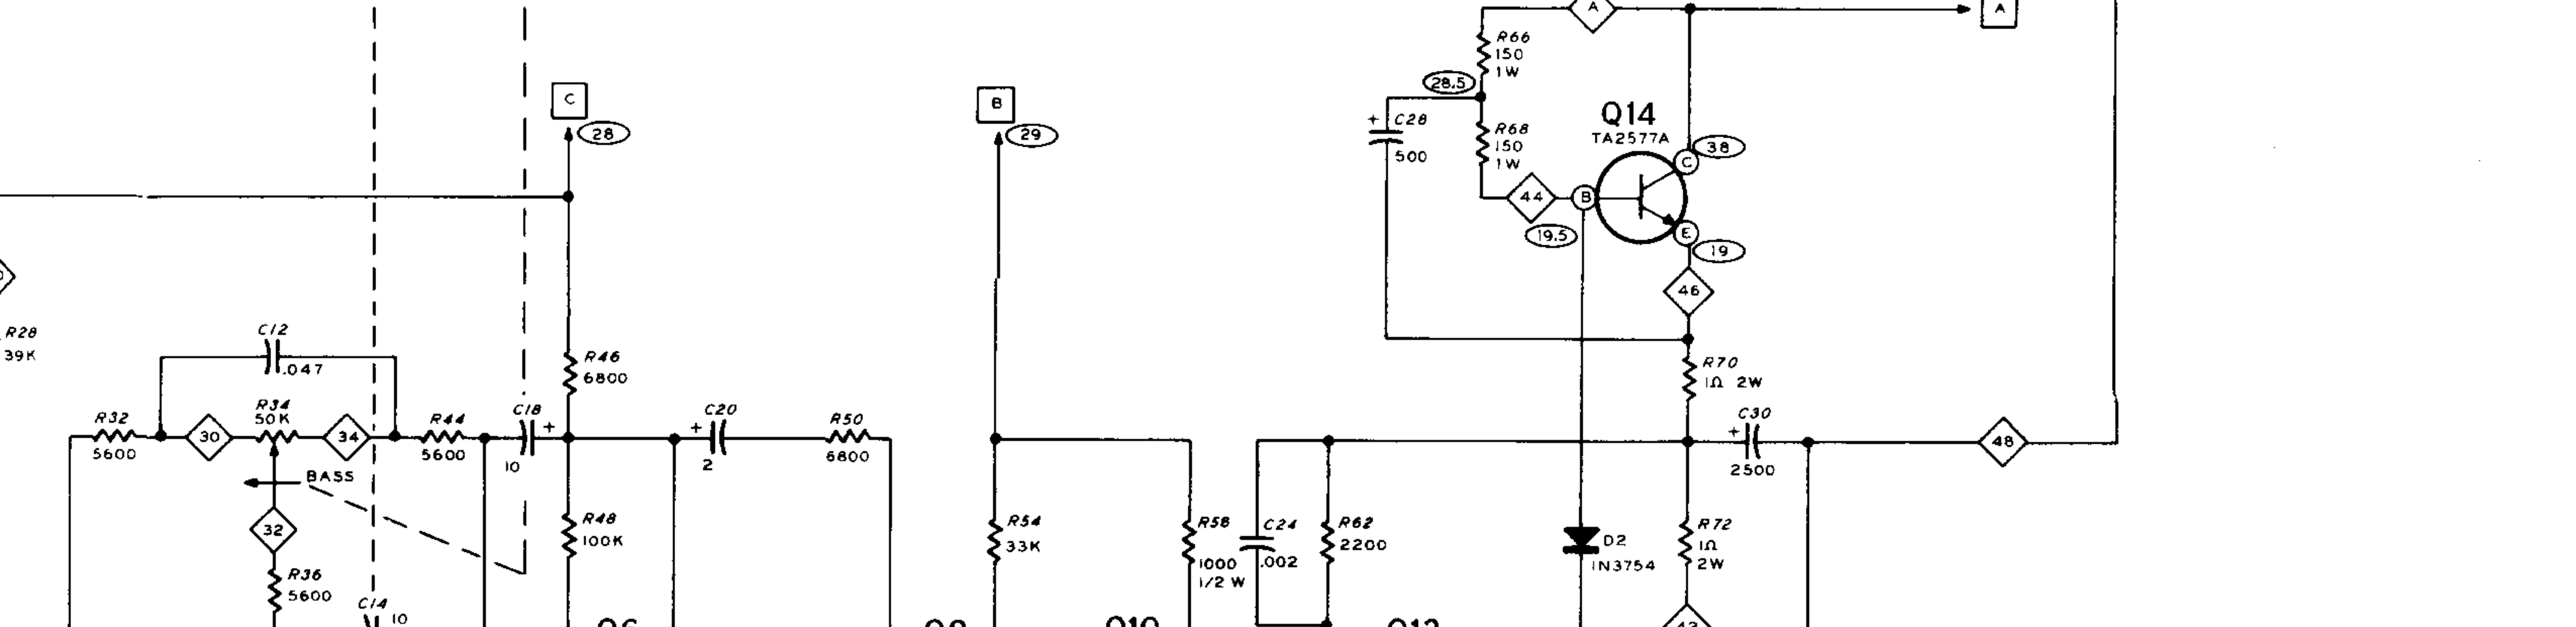 A
A
R66
150
1W
28.5
C
28
B
29
+ C28
500
R68
150
1W
Q14
TA2577A
C
38
44
B
19.5
E
19
46
R28
39K
C12
.047
R46
6800
R70
1Ω 2W
R32
5600
30
R34
50K
34
R44
5600
C18
+
10
C20
+
2
R50
6800
C30
+
2500
48
BASS
32
R36
5600
C14
10
R48
100K
R54
33K
R58
1000
1/2 W
C24
.002
R62
2200
D2
1N3754
R72
1Ω
2W